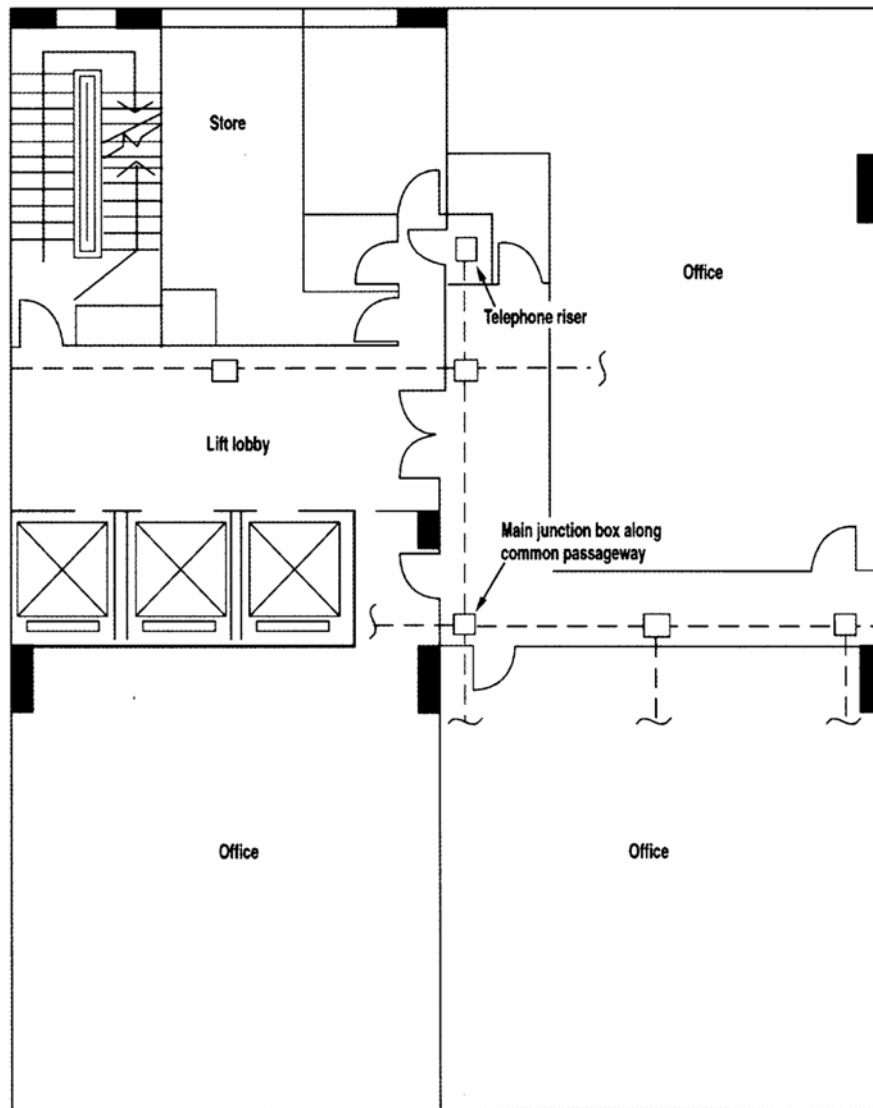 Store
Office
Telephone riser
Lift lobby
Main junction box along
common passageway
Office
Office